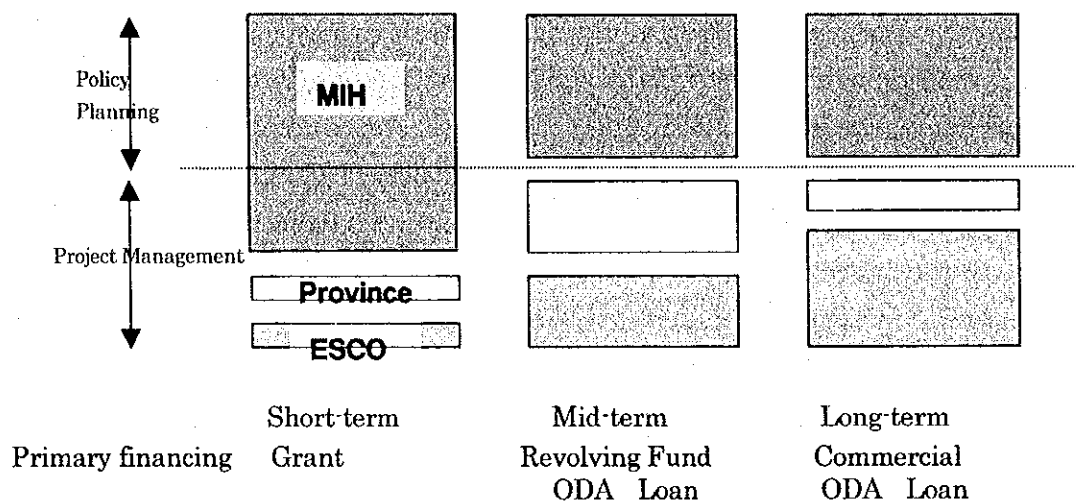 MIH
Policy
Planning
Project Management
Province
ESCO
Short-term Mid-term Long-term
Primary financing Grant Revolving Fund Commercial
ODA Loan ODA Loan